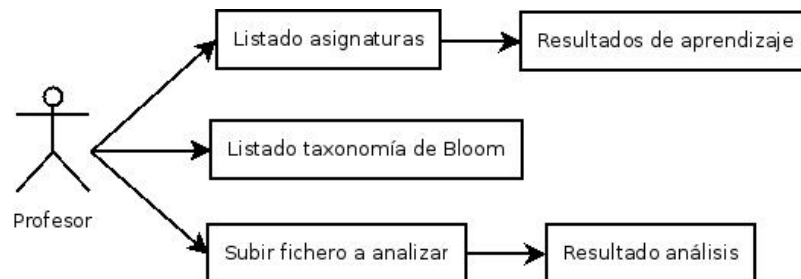 Listado asignaturas
Resultados de aprendizaje
Listado taxonomía de Bloom
Profesor
Subir fichero a analizar
Resultado análisis